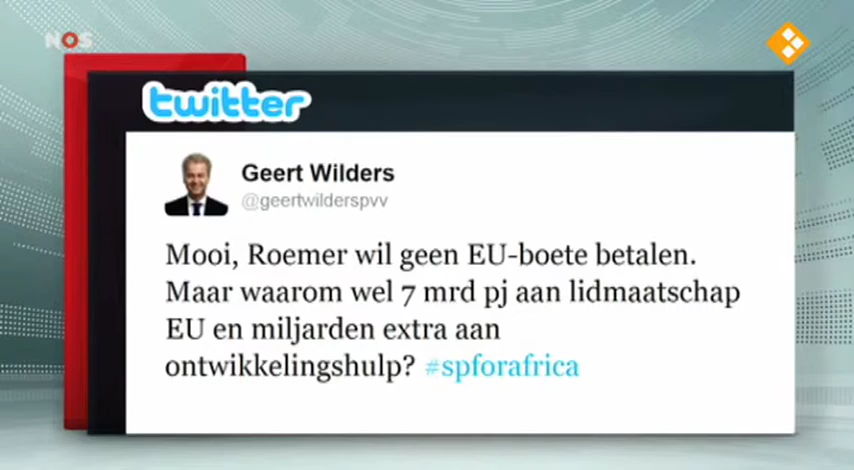 NOS
twitter
Geert Wilders
@geertwilderspvv
Mooi, Roemer wil geen EU-boete betalen.
Maar waarom wel 7 mrd pj aan lidmaatschap
EU en miljarden extra aan
ontwikkelingshulp? #spforafrica